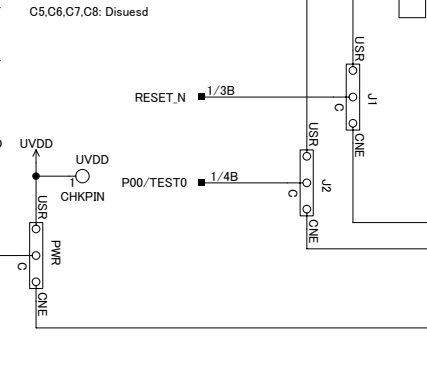 C5,C6,C7,C8: Disuesd
USR
RESET_N
1/3B
C
J1
CNE
UVDD
UVDD
1
CHKPIN
USR
P00/TEST0
1/4B
C
J2
CNE
USR
PWR
C
CNE